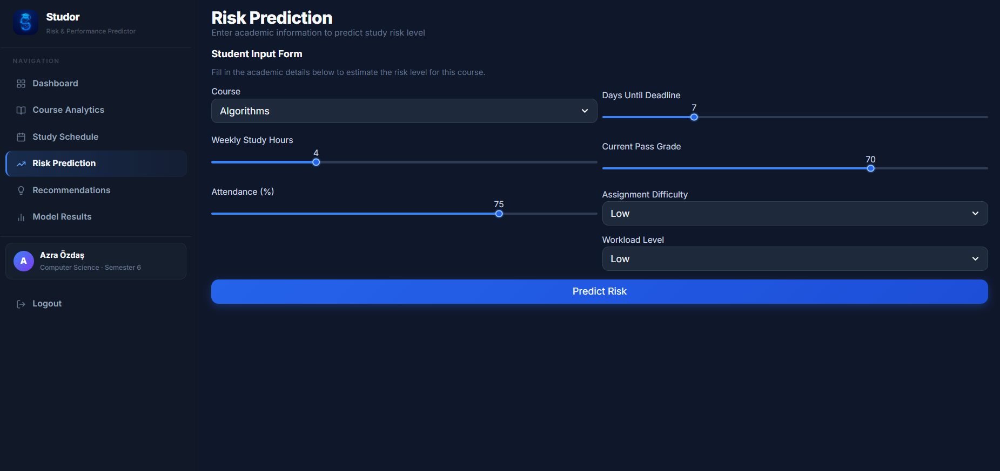 Studor
Risk & Performance Predictor
NAVIGATION
Dashboard
Course Analytics
Study Schedule
Risk Prediction
Recommendations
Model Results
A
Azra Özdaş
Computer Science · Semester 6
Logout
Risk Prediction
Enter academic information to predict study risk level
Student Input Form
Fill in the academic details below to estimate the risk level for this course.
Course
Algorithms
Weekly Study Hours
4
Attendance (%)
75
Days Until Deadline
7
Current Pass Grade
70
Assignment Difficulty
Low
Workload Level
Low
Predict Risk